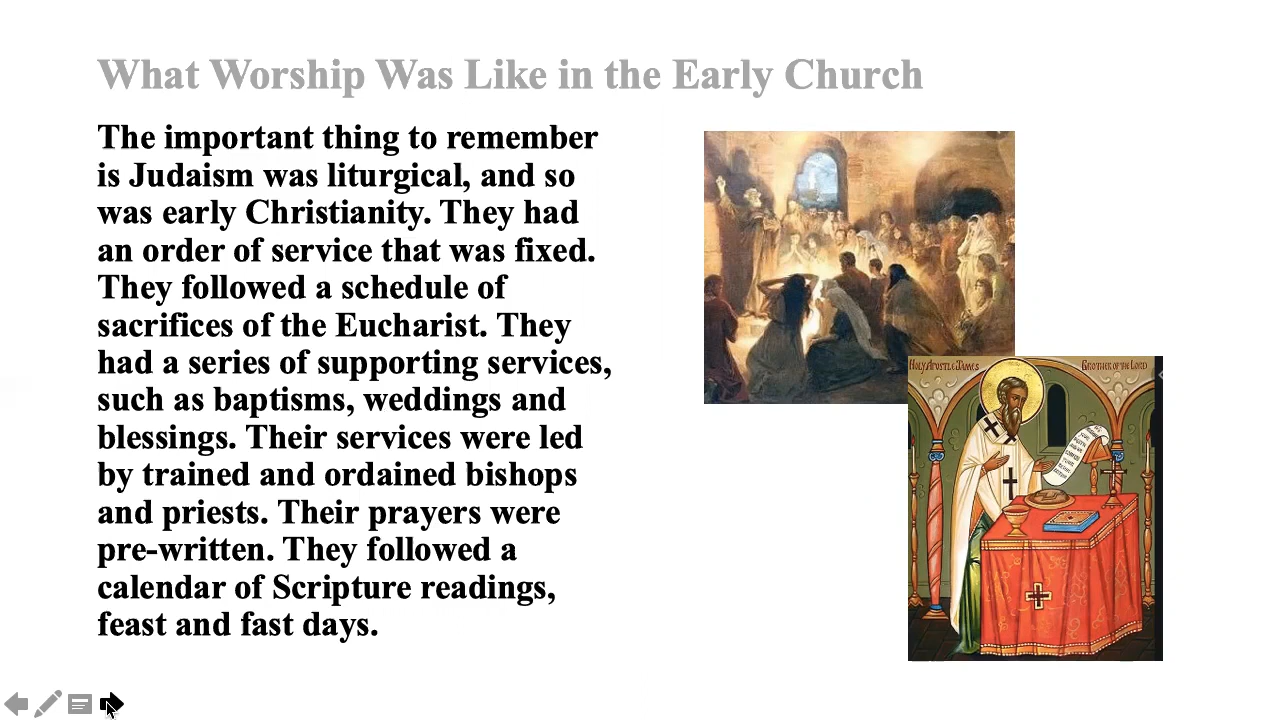 What Worship Was Like in the Early Church
The important thing to remember
is Judaism was liturgical, and so
was early Christianity. They had
an order of service that was fixed.
They followed a schedule of
sacrifices of the Eucharist. They
had a series of supporting services,
such as baptisms, weddings and
blessings. Their services were led
by trained and ordained bishops
and priests. Their prayers were
pre-written. They followed a
calendar of Scripture readings,
feast and fast days.
Holy Apostle James
Brother of the Lord